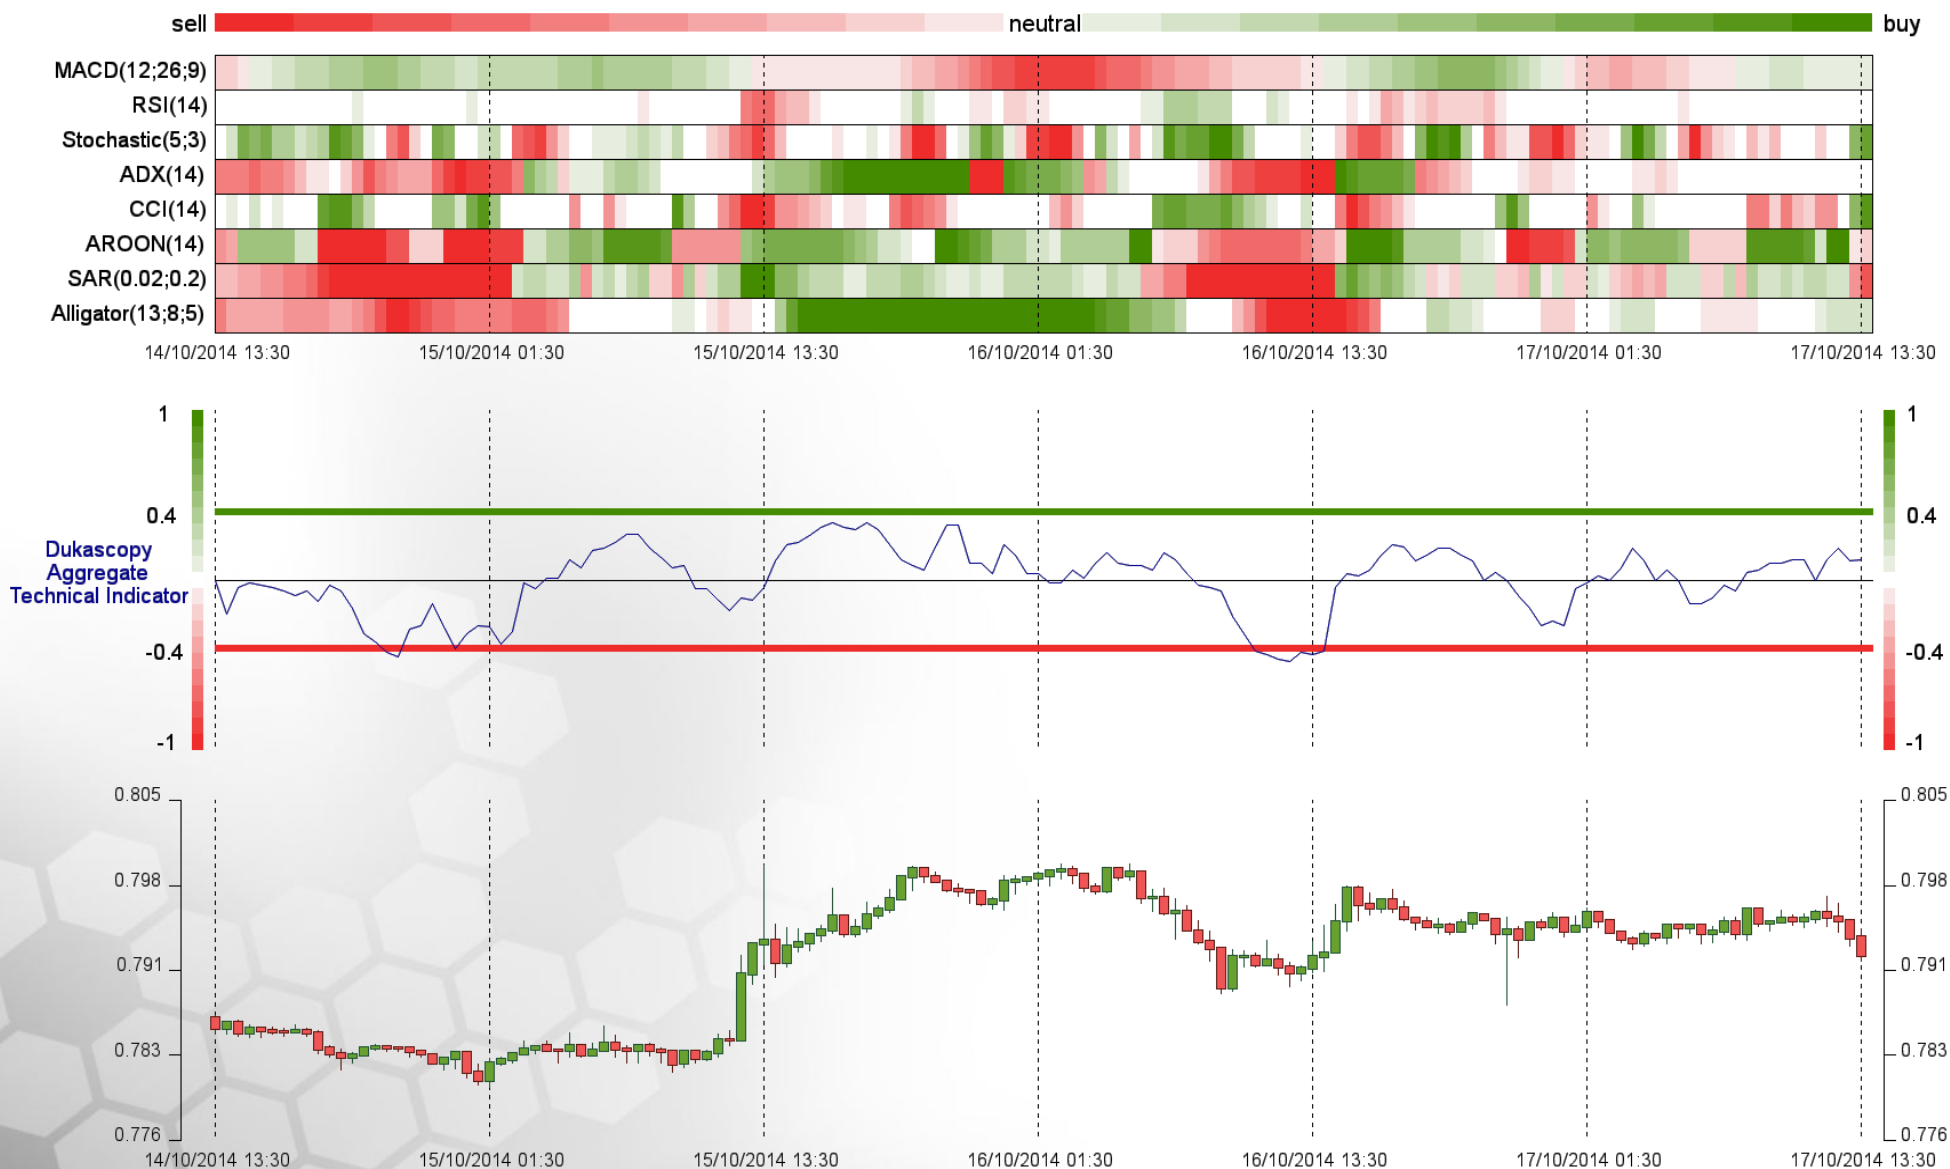 sell neutral buy
MACD(12;26;9)
RSI(14)
Stochastic(5;3)
ADX(14)
CCI(14)
AROON(14)
SAR(0.02;0.2)
Alligator(13;8;5)
14/10/2014 13:30 15/10/2014 01:30 15/10/2014 13:30 16/10/2014 01:30 16/10/2014 13:30 17/10/2014 01:30 17/10/2014 13:30
1 1
0.4 0.4
Dukascopy
Aggregate
Technical Indicator
-0.4 -0.4
-1 -1
0.805 0.805
0.798 0.798
0.791 0.791
0.783 0.783
0.776 0.776
14/10/2014 13:30 15/10/2014 01:30 15/10/2014 13:30 16/10/2014 01:30 16/10/2014 13:30 17/10/2014 01:30 17/10/2014 13:30